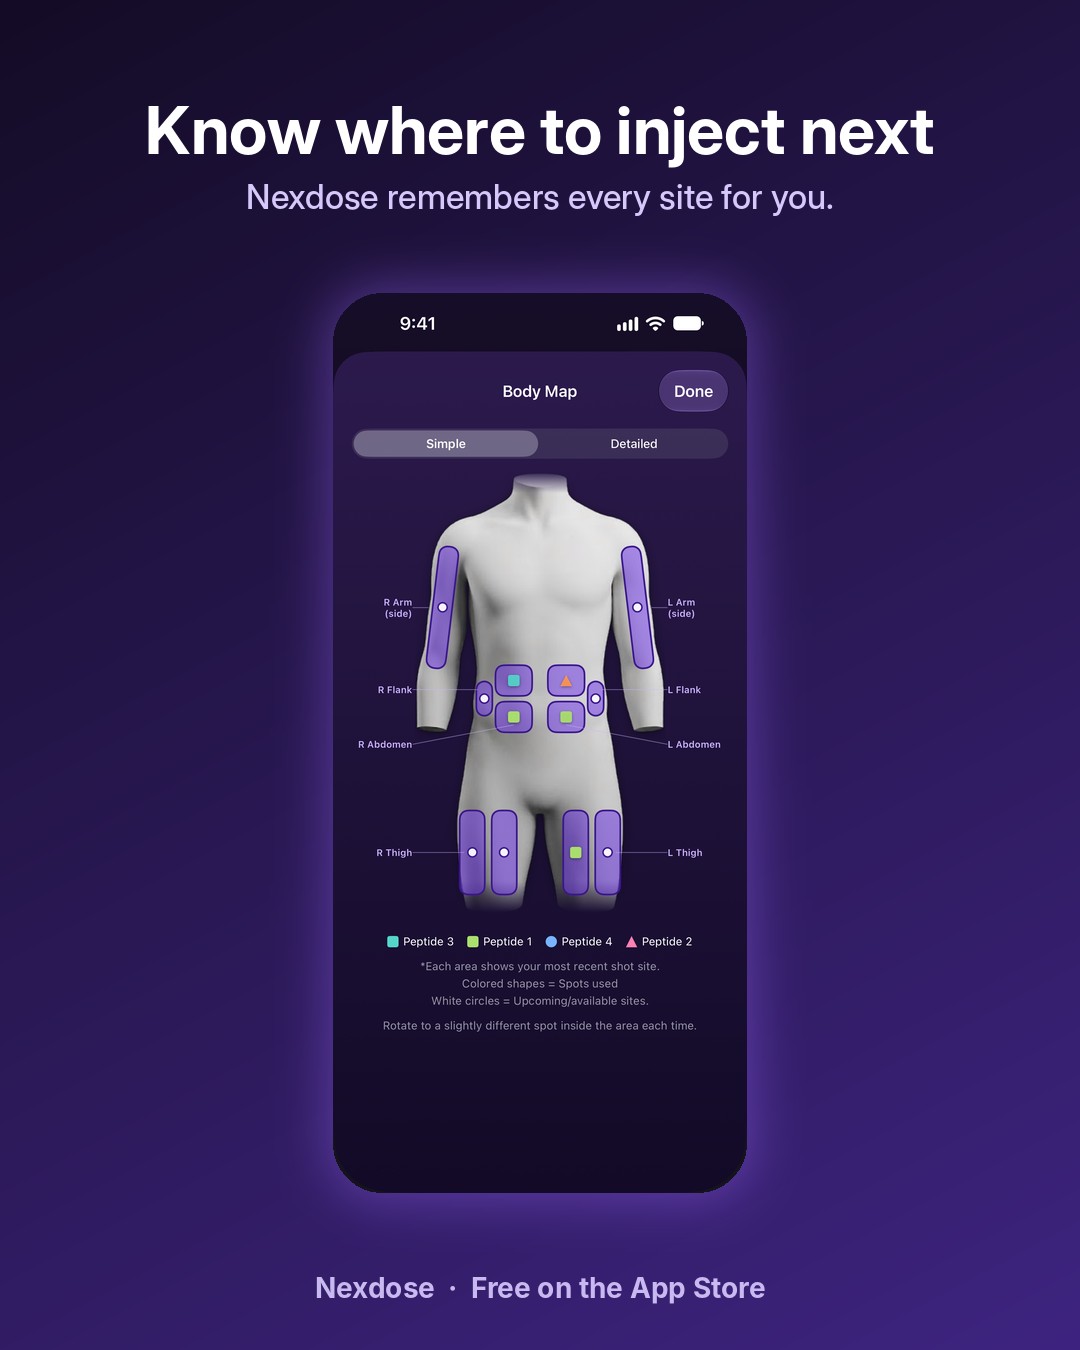 Know where to inject next
Nexdose remembers every site for you.
9:41
Body Map
Done
Simple
Detailed
R Arm
(side)
L Arm
(side)
R Flank
L Flank
R Abdomen
L Abdomen
R Thigh
L Thigh
Peptide 3
Peptide 1
Peptide 4
Peptide 2
*Each area shows your most recent shot site.
Colored shapes = Spots used
White circles = Upcoming/available sites.
Rotate to a slightly different spot inside the area each time.
Nexdose · Free on the App Store